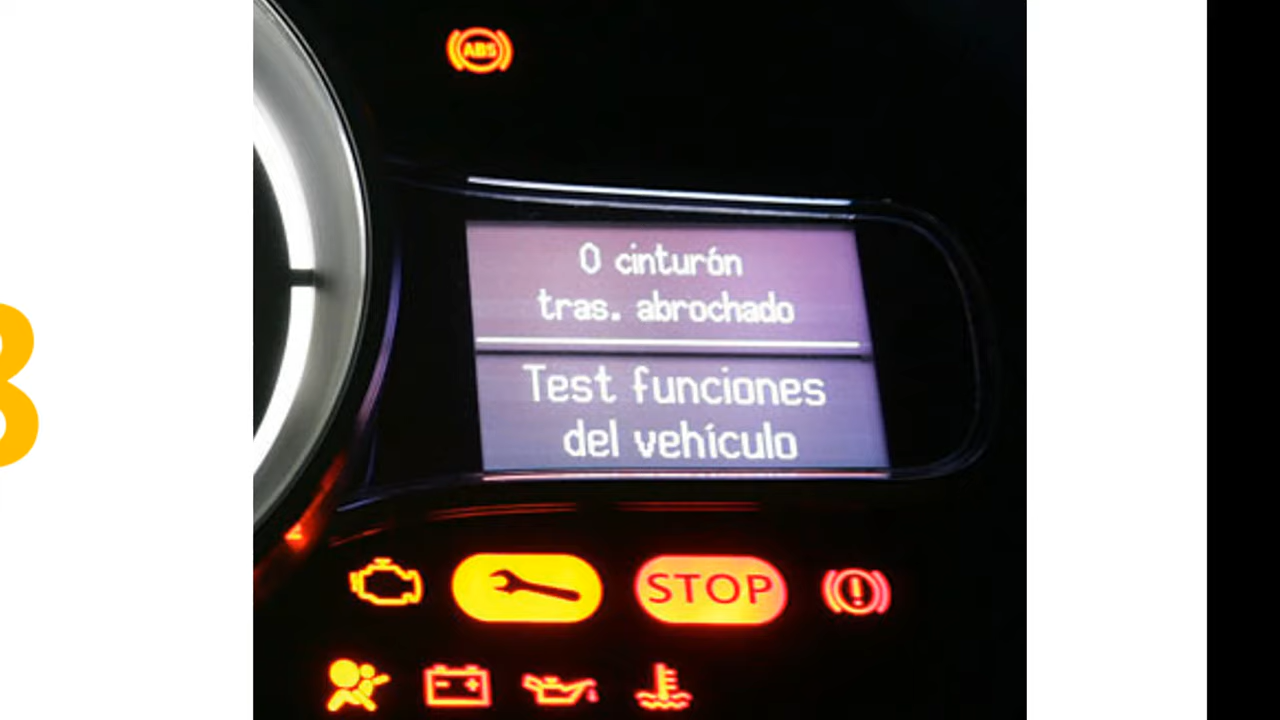 ABS
0 cinturón
tras. abrochado
Test funciones
del vehículo
STOP